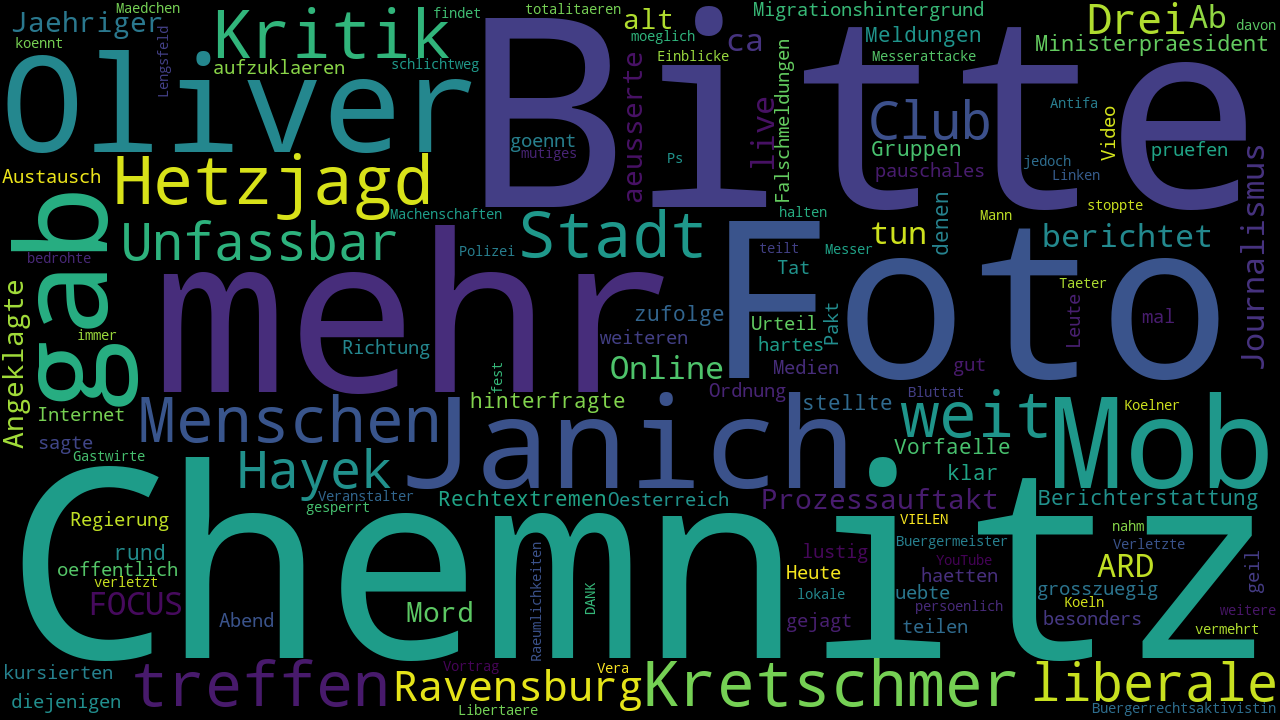 Maedchen
findet
totalitaeren
Migrationshintergrund
Jaehriger
Kritik
alt
Drei
Ab
davon
koennt
moeglich
ca
Meldungen
Ministerpraesident
Lengsfeld
aufzuklaeren
schlichtweg
Einblicke
Messerattacke
Oliver
Bitte
aeusserte
live
Falschmeldungen
Club
Antifa
Video
goennt
mutiges
Ps
Gruppen
pruefen
pauschales
jedoch
Linken
Austausch
Hetzjagd
Journalismus
gab
Machenschaften
halten
denen
Mann
stoppte
Unfassbar
Stadt
tun
berichtet
bedrohte
Polizei
teilt
Messer
Tat
mehr
Foto
Taeter
Angeklagte
zufolge
Urteil
Pakt
Leute
mal
immer
weiteren
hartes
Richtung
Online
Medien
gut
fest
Ordnung
Bluttat
Internet
Menschen
hinterfragte
Janich
stellte
weit
Koelner
Mob
sagte
Vorfaelle
Gastwirte
Hayek
klar
Veranstalter
gesperrt
Rechtextremen
Oesterreich
Prozessauftakt
Berichterstattung
Regierung
Chemnitz
VIELEN
nahm
rund
Buergermeister
Verletzte
oeffentlich
lustig
YouTube
ARD
geil
verletzt
Raeumlichkeiten
Heute
haetten
FOCUS
DANK
lokale
uebte
grosszuegig
Mord
persoenlich
Koeln
weitere
Abend
gejagt
teilen
besonders
vermehrt
kursierten
treffen
Vortrag
Vera
Ravensburg
Kretschmer
liberale
diejenigen
Libertaere
Buergerrechtsaktivistin